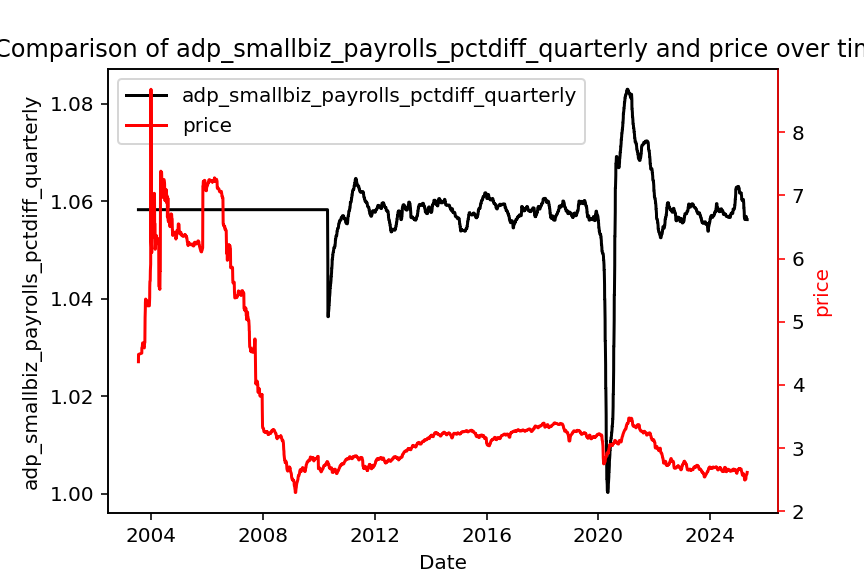 Comparison of adp_smallbiz_payrolls_pctdiff_quarterly and price over tim
adp_smallbiz_payrolls_pctdiff_quarterly
price
1.08
1.06
1.04
1.02
1.00
adp_smallbiz_payrolls_pctdiff_quarterly
8
7
6
5
4
3
2
price
2004 2008 2012 2016 2020 2024
Date